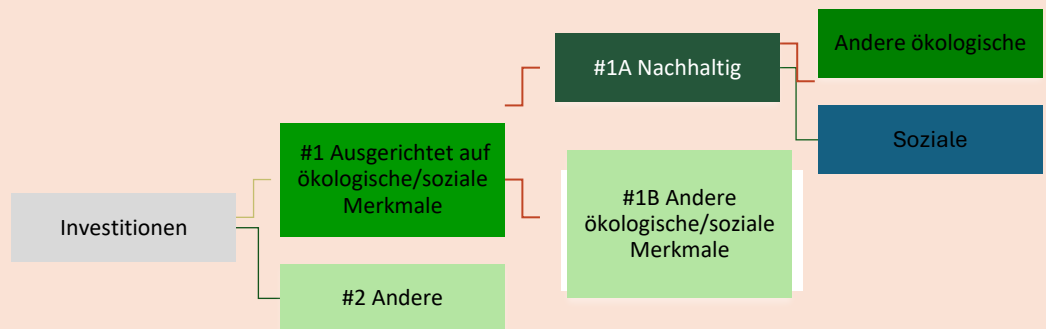 Andere ökologische
#1A Nachhaltig
Soziale
#1 Ausgerichtet auf
ökologische/soziale
Merkmale
#1B Andere
ökologische/soziale
Merkmale
Investitionen
#2 Andere